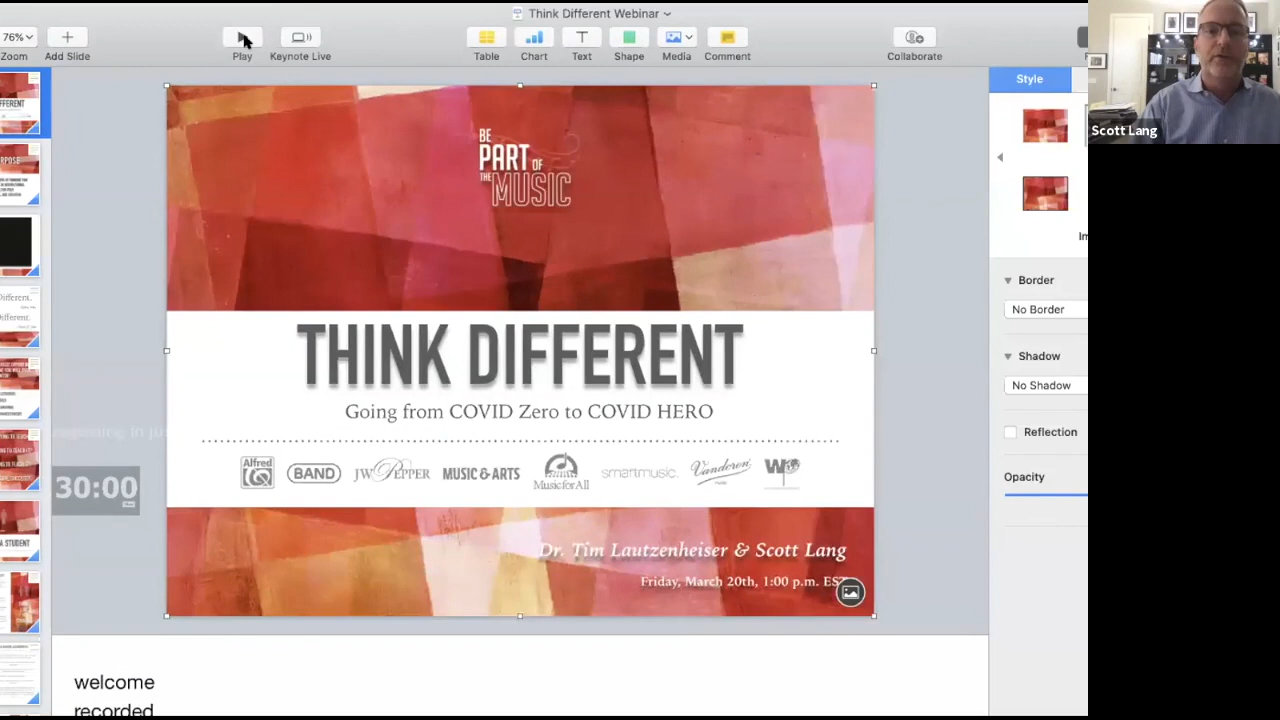 Think Different Webinar
76%
Zoom
Add Slide
Play
Keynote Live
Table
Chart
Text
Shape
Media
Comment
Collaborate
Style
Scott Lang
BE
PART OF
THE MUSIC
THINK DIFFERENT
Going from COVID Zero to COVID HERO
Alfred
BAND
JW PEPPER
MUSIC & ARTS
Music for All
smartmusic.
Vandoren
Dr. Tim Lautzenheiser & Scott Lang
Friday, March 20th, 1:00 p.m. EST
30:00
Border
No Border
Shadow
No Shadow
Reflection
Opacity
welcome
recorded